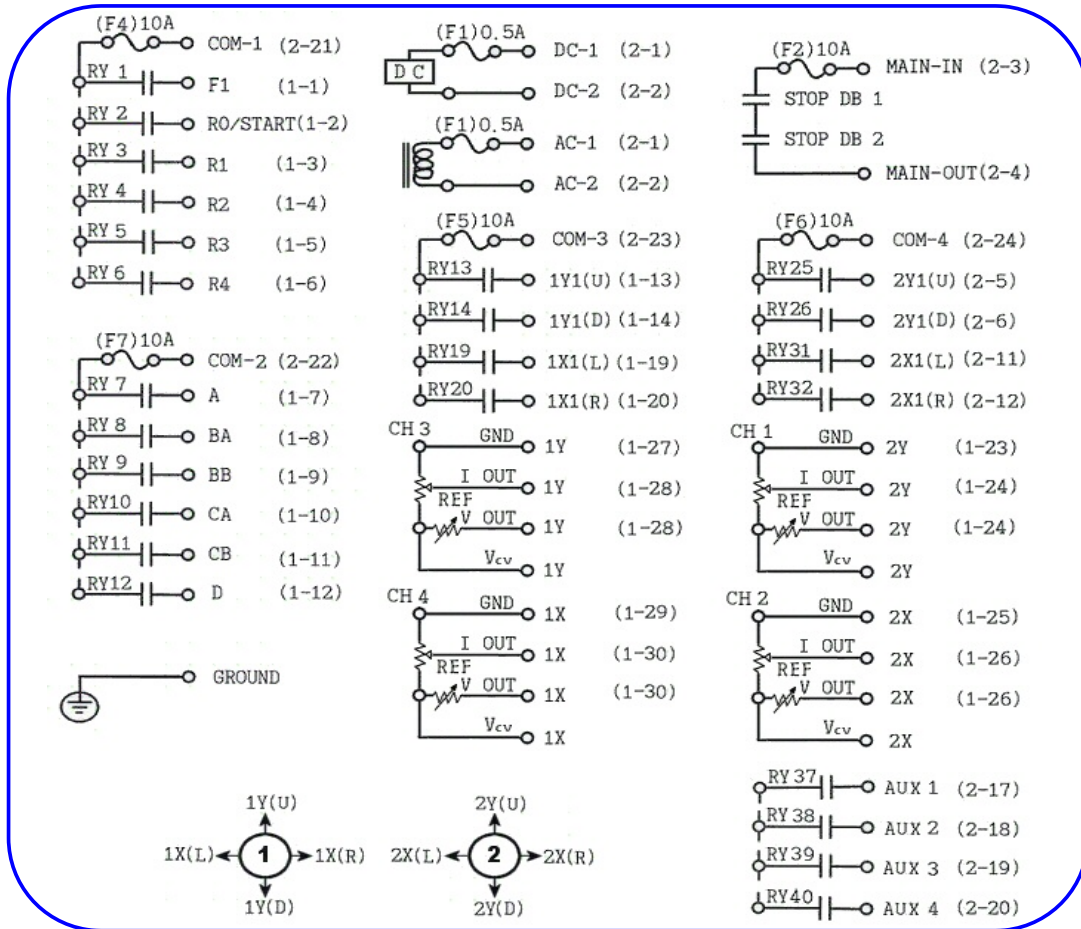 (F4)10A
COM-1 (2-21)
RY 1 F1 (1-1)
RY 2 RO/START(1-2)
RY 3 R1 (1-3)
RY 4 R2 (1-4)
RY 5 R3 (1-5)
RY 6 R4 (1-6)
(F7)10A
COM-2 (2-22)
RY 7 A (1-7)
RY 8 BA (1-8)
RY 9 BB (1-9)
RY10 CA (1-10)
RY11 CB (1-11)
RY12 D (1-12)
GROUND
(F1)0.5A
DC-1 (2-1)
DC
DC-2 (2-2)
(F1)0.5A
AC-1 (2-1)
AC-2 (2-2)
(F5)10A
COM-3 (2-23)
RY13 1Y1(U) (1-13)
RY14 1Y1(D) (1-14)
RY19 1X1(L) (1-19)
RY20 1X1(R) (1-20)
CH 3 GND 1Y (1-27)
I OUT 1Y (1-28)
REF
V OUT 1Y (1-28)
Vcv 1Y
CH 4 GND 1X (1-29)
I OUT 1X (1-30)
REF
V OUT 1X (1-30)
Vcv 1X
(F2)10A
MAIN-IN (2-3)
STOP DB 1
STOP DB 2
MAIN-OUT(2-4)
(F6)10A
COM-4 (2-24)
RY25 2Y1(U) (2-5)
RY26 2Y1(D) (2-6)
RY31 2X1(L) (2-11)
RY32 2X1(R) (2-12)
CH 1 GND 2Y (1-23)
I OUT 2Y (1-24)
REF
V OUT 2Y (1-24)
Vcv 2Y
CH 2 GND 2X (1-25)
I OUT 2X (1-26)
REF
V OUT 2X (1-26)
Vcv 2X
RY 37 AUX 1 (2-17)
RY 38 AUX 2 (2-18)
RY39 AUX 3 (2-19)
RY40 AUX 4 (2-20)
1Y(U)
1X(L) 1 1X(R)
1Y(D)
2Y(U)
2X(L) 2 2X(R)
2Y(D)